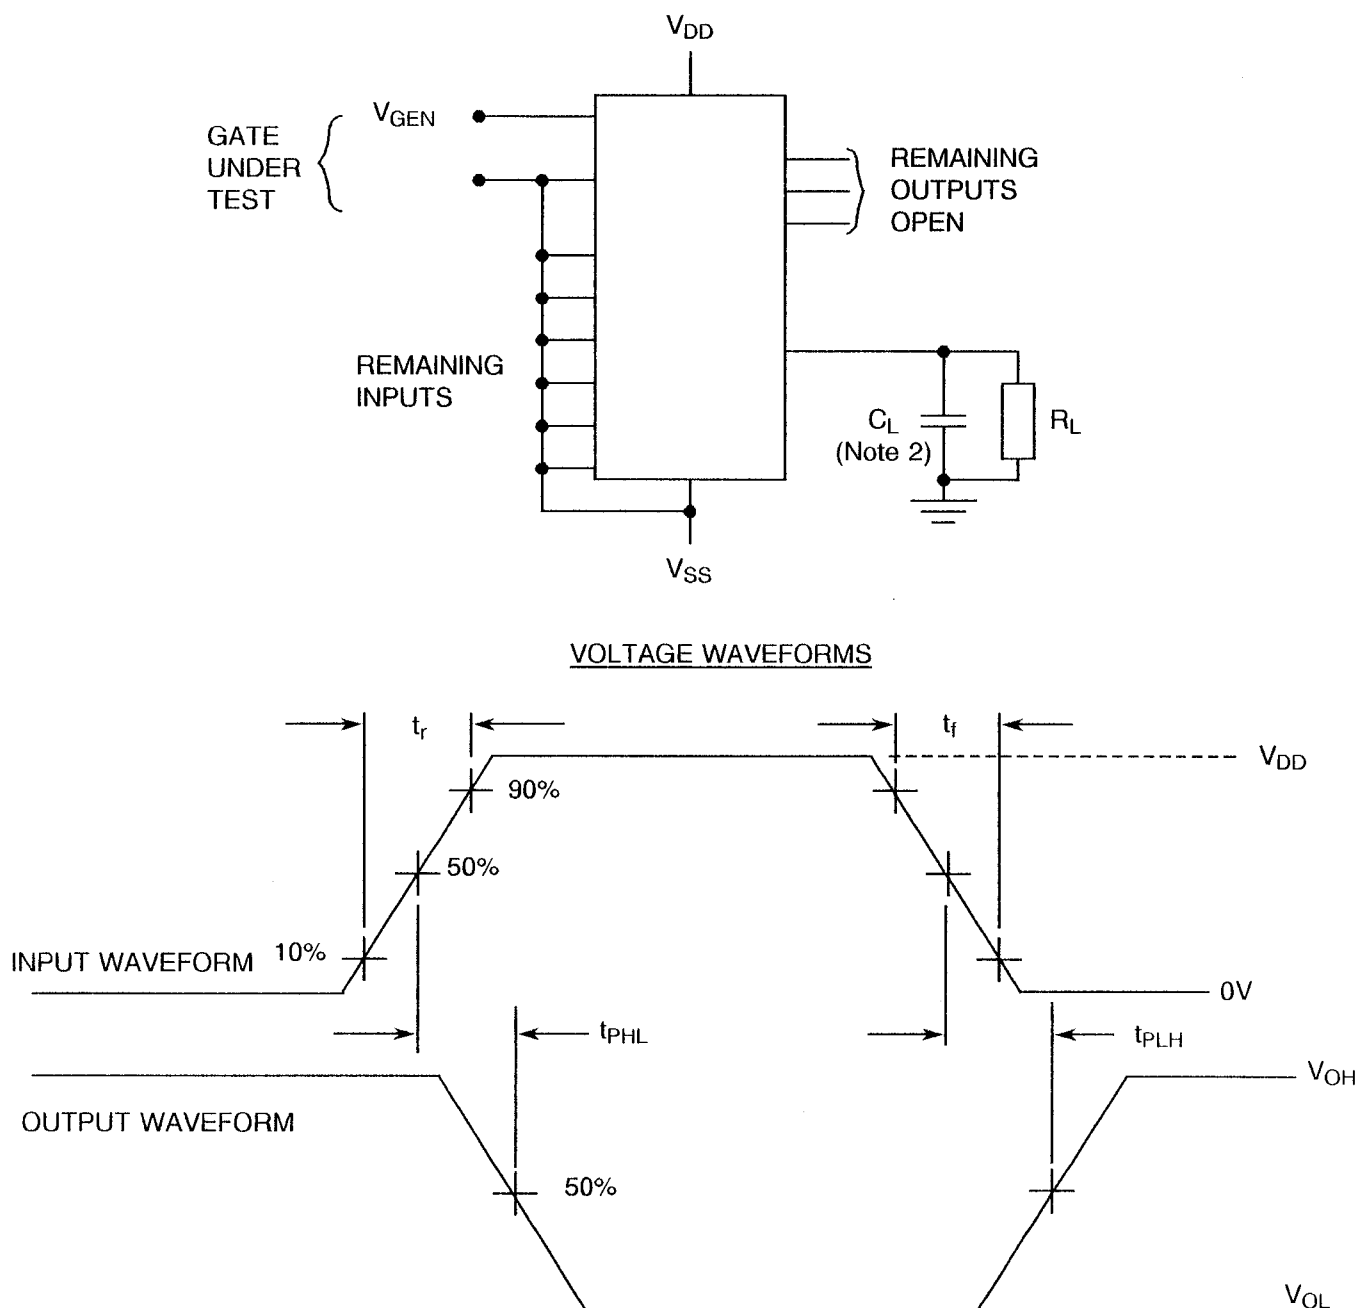 VDD
VGEN
GATE
UNDER
TEST
REMAINING
OUTPUTS
OPEN
REMAINING
INPUTS
CL
(Note 2)
RL
VSS
VOLTAGE WAVEFORMS
tr
tf
VDD
90%
50%
INPUT WAVEFORM
10%
0V
tPHL
tPLH
VOH
OUTPUT WAVEFORM
50%
VOL